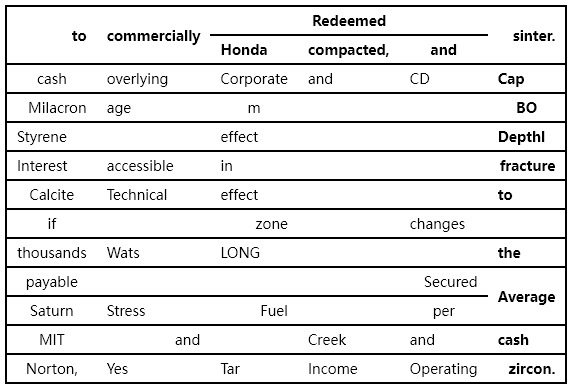 Redeemed
to commercially sinter.
Honda compacted, and
cash overlying Corporate and CD Cap
Milacron age m BO
Styrene effect Depthl
Interest accessible in fracture
Calcite Technical effect to
if zone changes
thousands Wats LONG the
payable Secured
Average
Saturn Stress Fuel per
MIT and Creek and cash
Norton, Yes Tar Income Operating zircon.